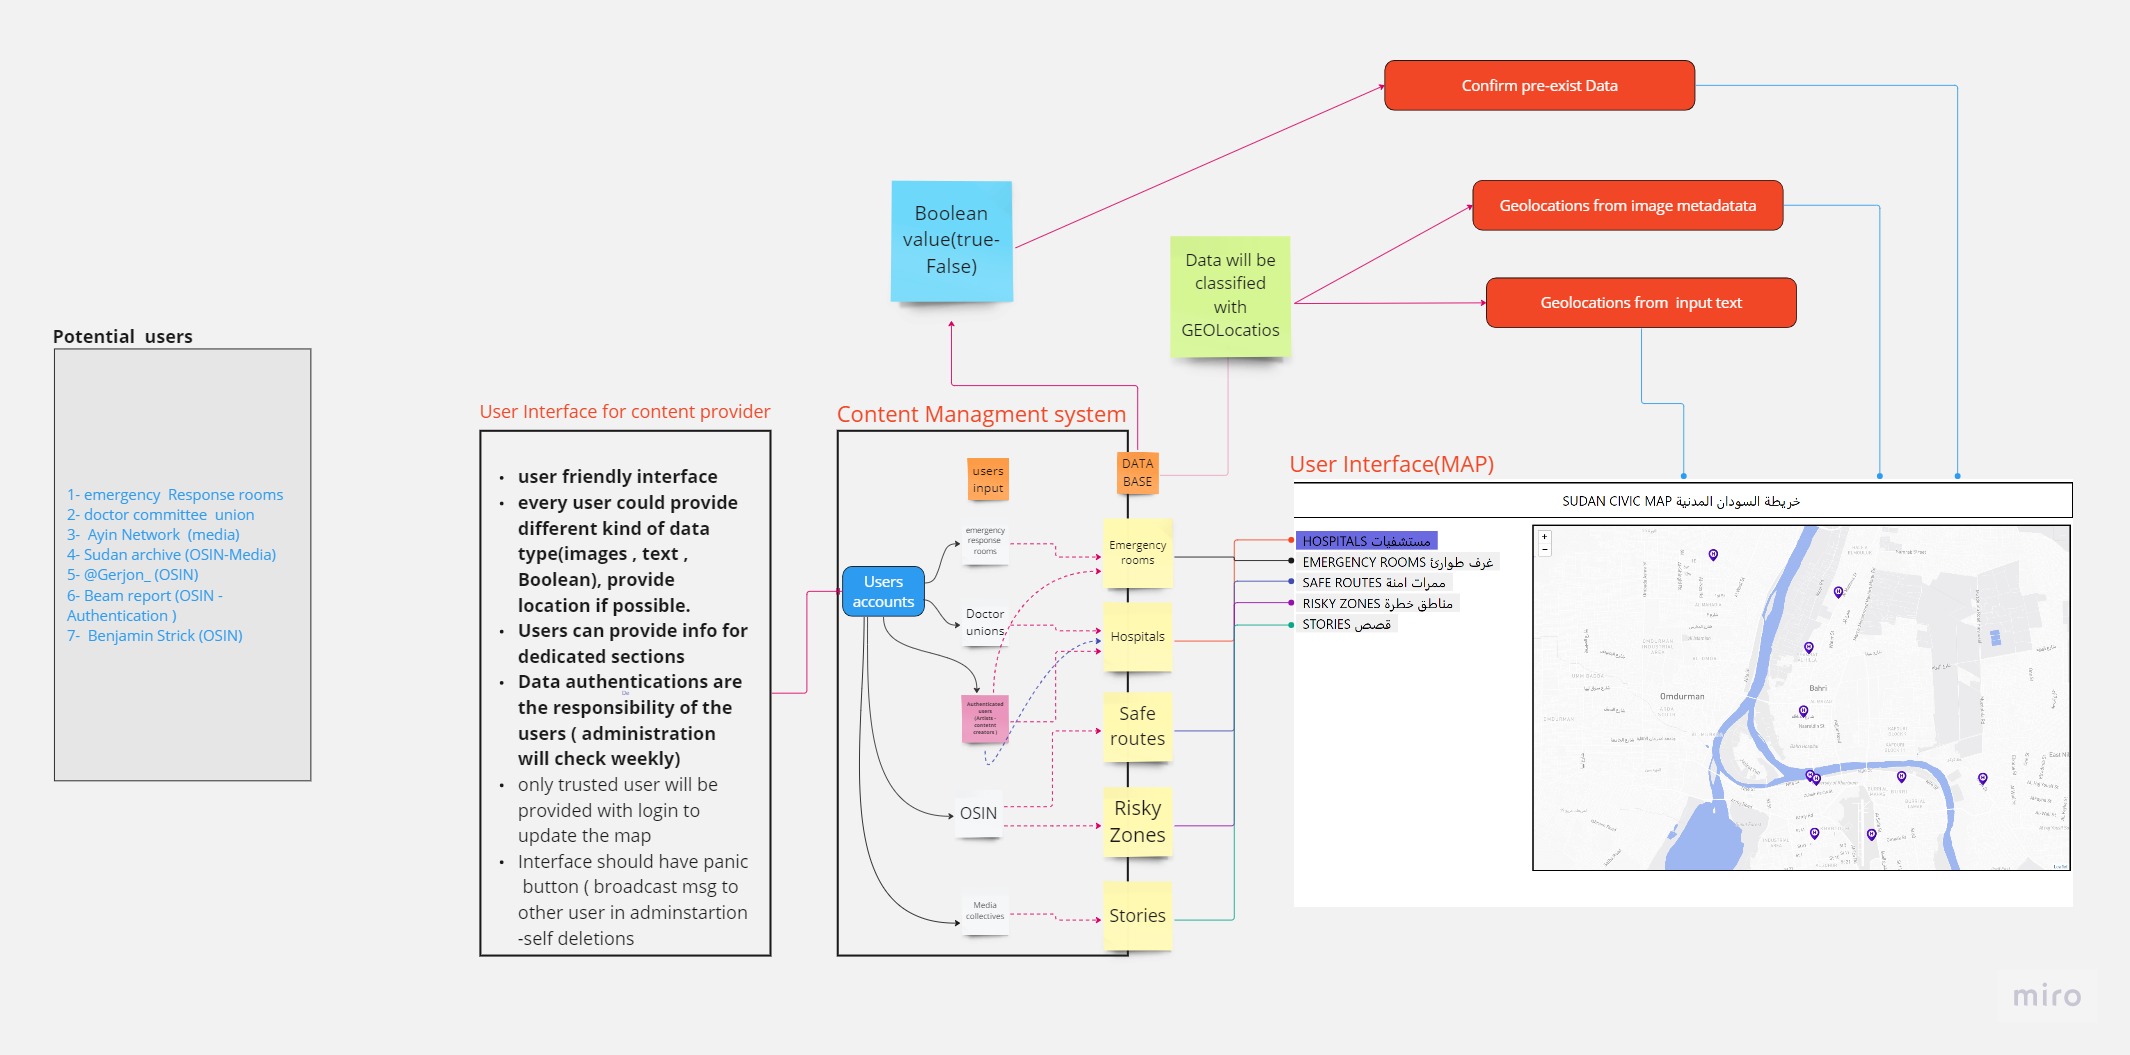 Confirm pre-exist Data
Boolean
value(true-
False)
Geolocations from image metadatata
Data will be
classified
with
GEOLocatios
Geolocations from  input text
Potential  users
1- emergency  Response rooms
2- doctor committee  union
3-  Ayin Network  (media)
4- Sudan archive (OSIN-Media)
5- @Gerjon_ (OSIN)
6- Beam report (OSIN -
Authentication )
7-  Benjamin Strick (OSIN)
User Interface for content provider
• user friendly interface
• every user could provide
different kind of data
type(images , text ,
Boolean), provide
location if possible.
• Users can provide info for
dedicated sections
• Data authentications are
the responsibility of the
users ( administration
will check weekly)
• only trusted user will be
provided with login to
update the map
• Interface should have panic
button ( broadcast msg to
other user in adminstartion
-self deletions
Content Managment system
users
input
DATA
BASE
emergency
response
rooms
Emergency
rooms
Users
accounts
Doctor
unions
Hospitals
Authenticated
users
(Artists -
contetnt
creators )
Safe
routes
OSIN
Risky
Zones
Media
collectives
Stories
User Interface(MAP)
SUDAN CIVIC MAP خريطة السودان المدنية
HOSPITALS مستشفيات
EMERGENCY ROOMS غرف طوارئ
SAFE ROUTES ممرات امنة
RISKY ZONES مناطق خطرة
STORIES قصص
+
−
Omdurman
Bahri
miro